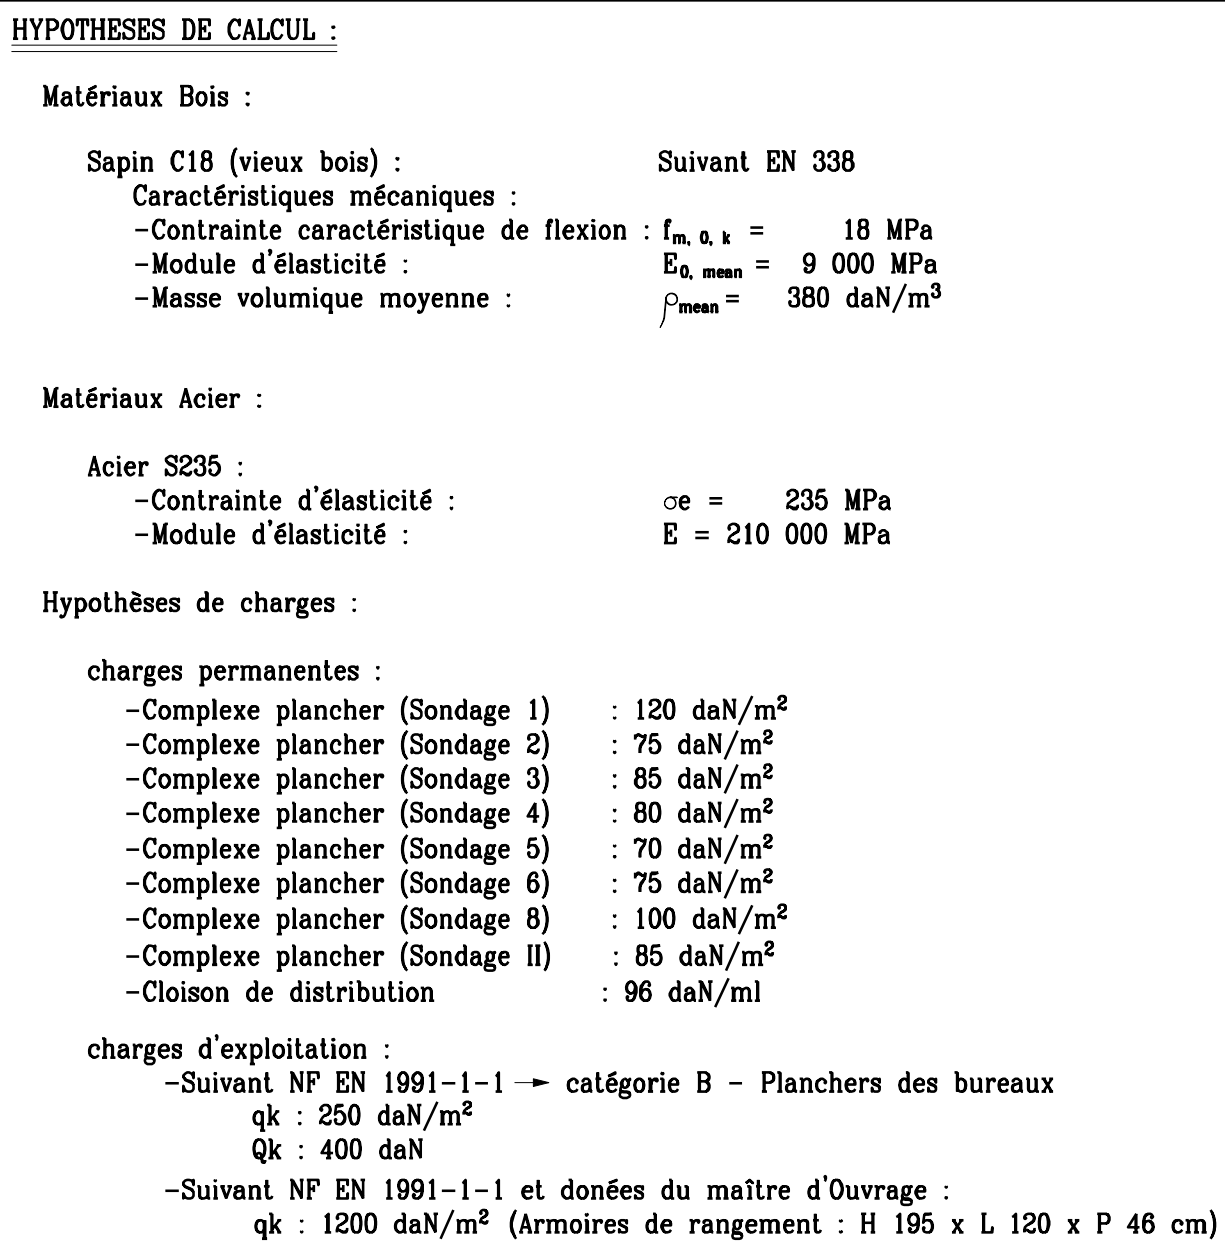 HYPOTHESES DE CALCUL :
Matériaux Bois :
Sapin C18 (vieux bois) : Suivant EN 338
Caractéristiques mécaniques :
-Contrainte caractéristique de flexion : fm, 0, k = 18 MPa
-Module d'élasticité : E0, mean = 9 000 MPa
-Masse volumique moyenne : ρmean = 380 daN/m³
Matériaux Acier :
Acier S235 :
-Contrainte d'élasticité : σe = 235 MPa
-Module d'élasticité : E = 210 000 MPa
Hypothèses de charges :
charges permanentes :
-Complexe plancher (Sondage 1) : 120 daN/m²
-Complexe plancher (Sondage 2) : 75 daN/m²
-Complexe plancher (Sondage 3) : 85 daN/m²
-Complexe plancher (Sondage 4) : 80 daN/m²
-Complexe plancher (Sondage 5) : 70 daN/m²
-Complexe plancher (Sondage 6) : 75 daN/m²
-Complexe plancher (Sondage 8) : 100 daN/m²
-Complexe plancher (Sondage II) : 85 daN/m²
-Cloison de distribution : 96 daN/ml
charges d'exploitation :
-Suivant NF EN 1991-1-1 → catégorie B - Planchers des bureaux
qk : 250 daN/m²
Qk : 400 daN
-Suivant NF EN 1991-1-1 et donées du maître d'Ouvrage :
qk : 1200 daN/m² (Armoires de rangement : H 195 x L 120 x P 46 cm)